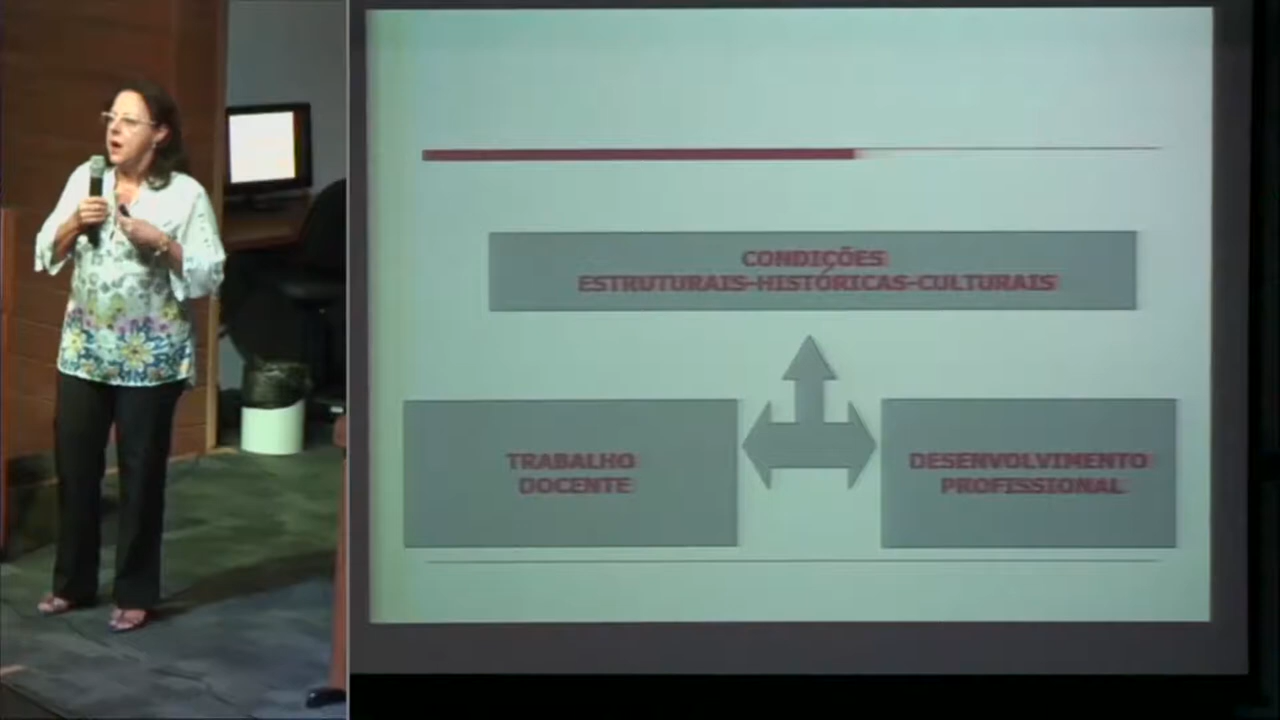 CONDIÇÕES
ESTRUTURAIS-HISTÓRICAS-CULTURAIS
TRABALHO
DOCENTE
DESENVOLVIMENTO
PROFISSIONAL